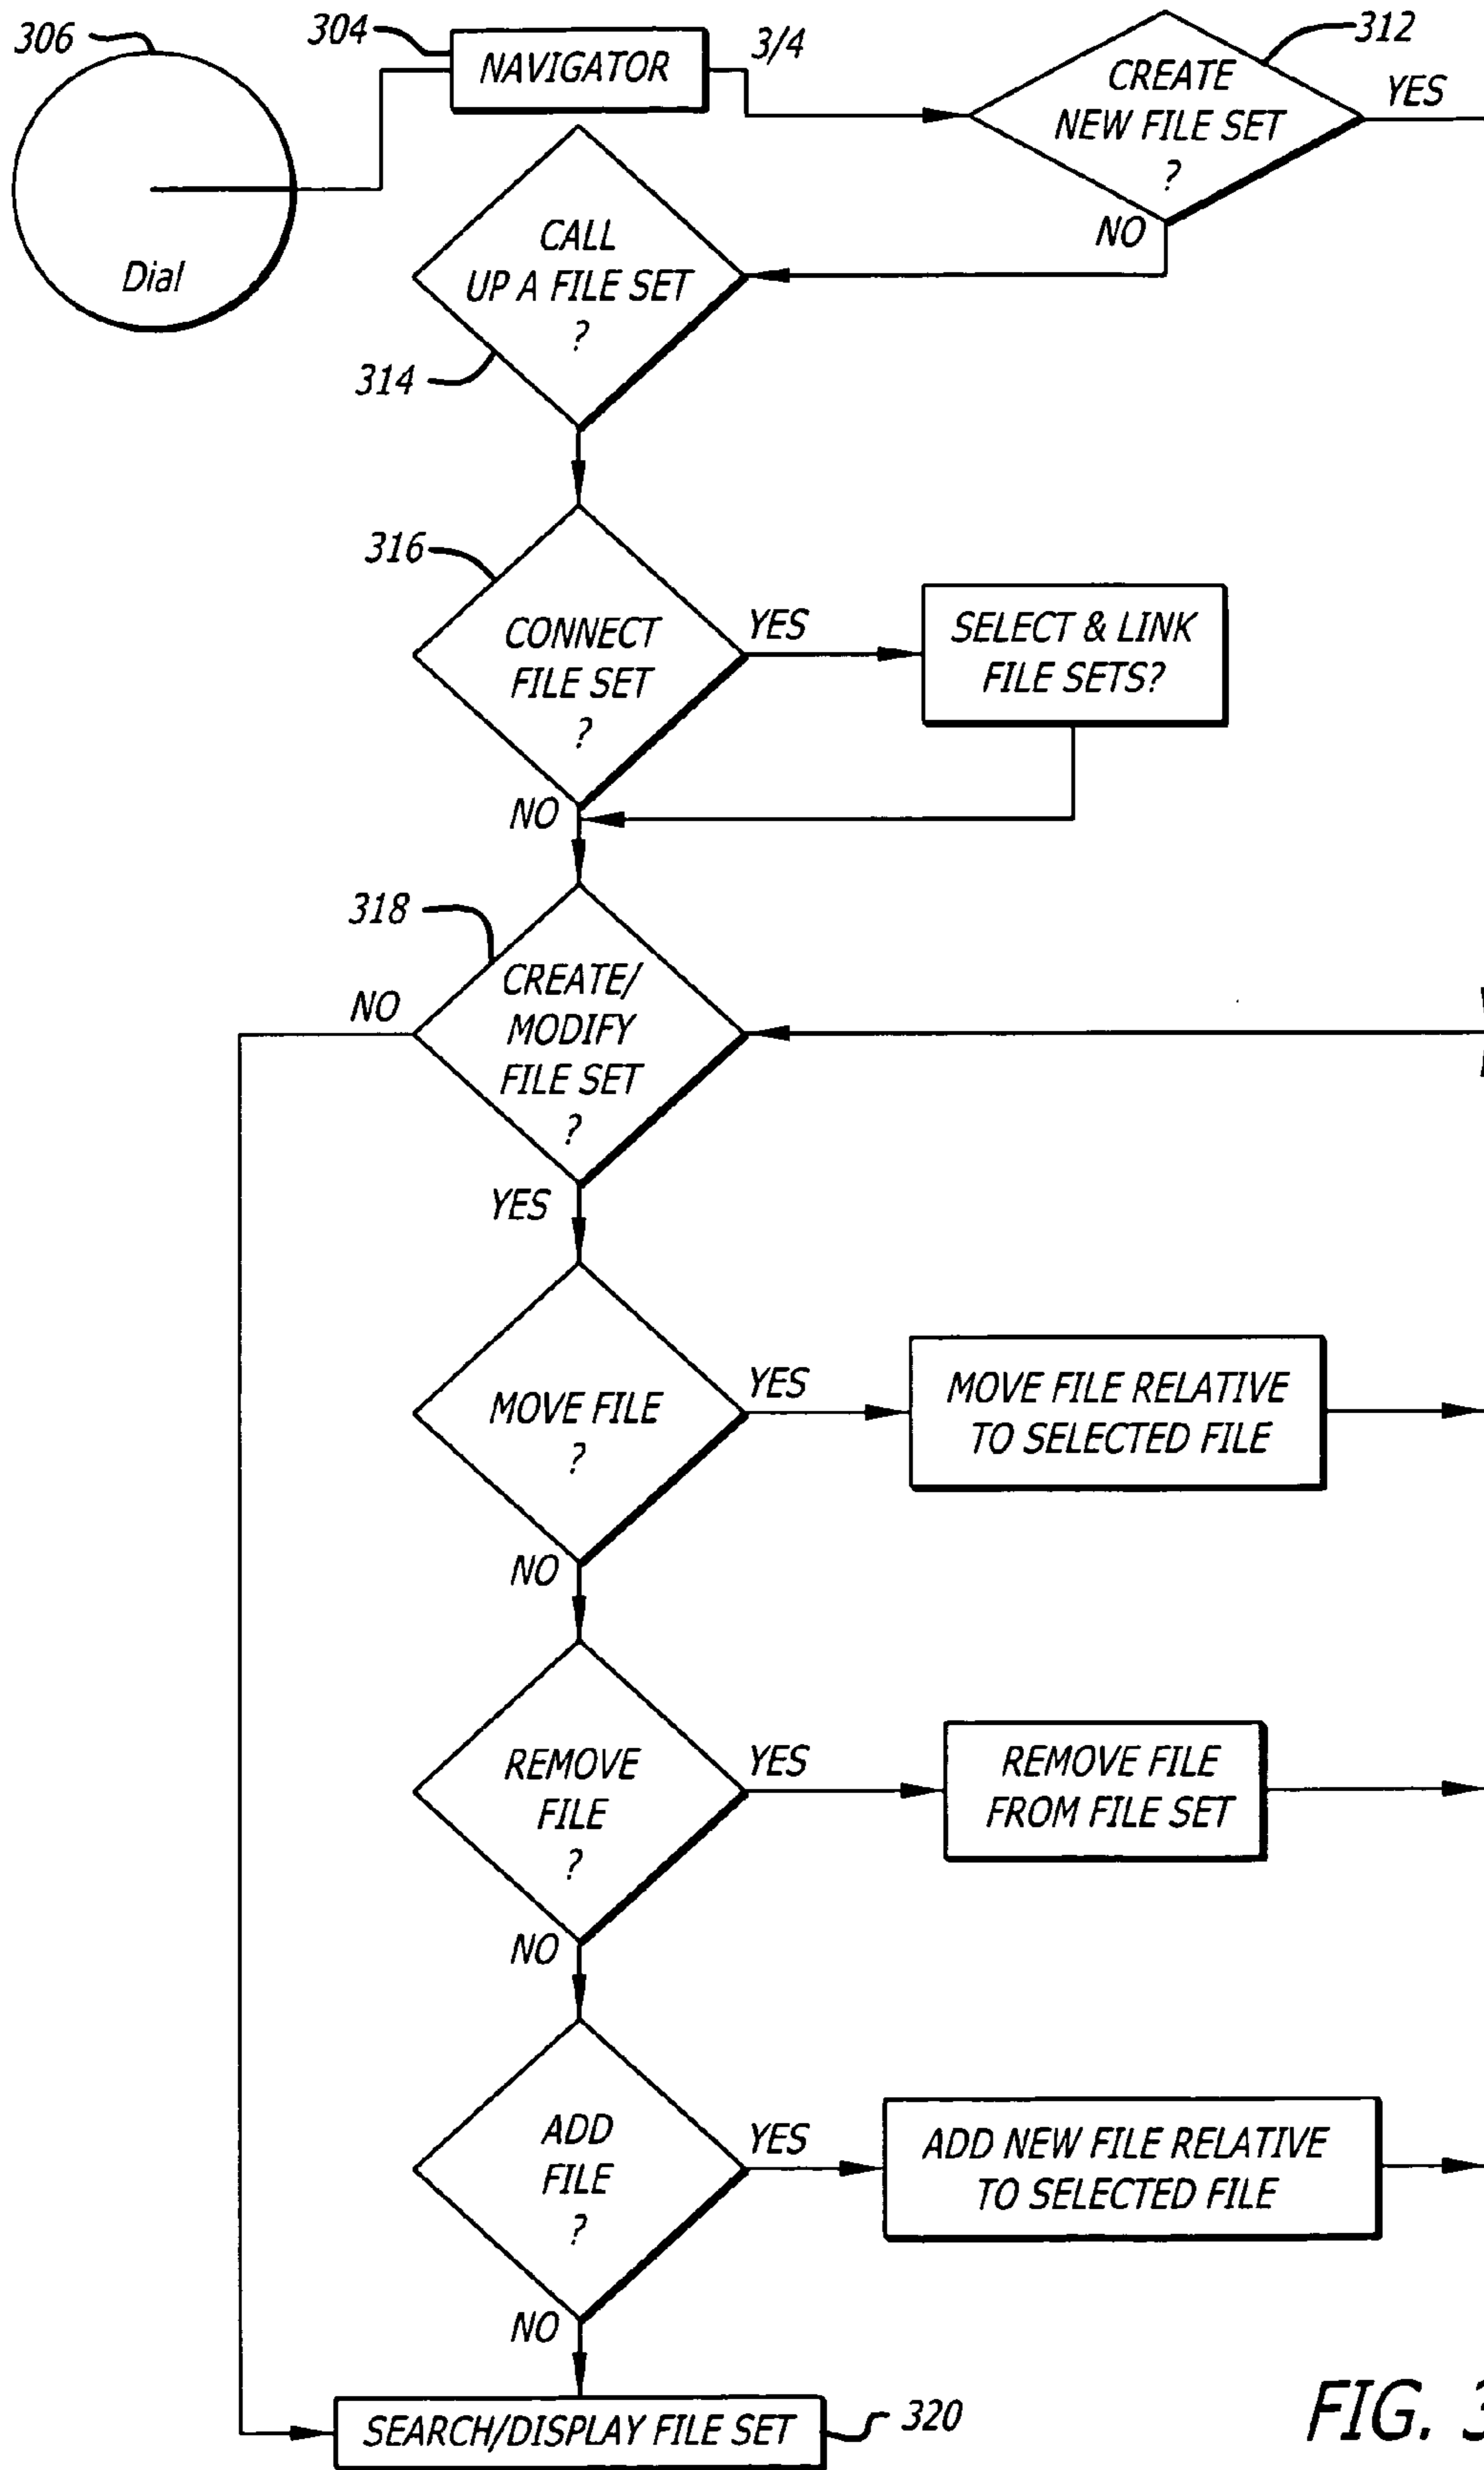 306
304
NAVIGATOR
3/4
312
CREATE
NEW FILE SET
?
YES
NO
Dial
CALL
UP A FILE SET
?
314
316
CONNECT
FILE SET
?
YES
SELECT & LINK
FILE SETS?
NO
318
CREATE/
MODIFY
FILE SET
?
NO
YES
MOVE FILE
?
YES
MOVE FILE RELATIVE
TO SELECTED FILE
NO
REMOVE
FILE
?
YES
REMOVE FILE
FROM FILE SET
NO
ADD
FILE
?
YES
ADD NEW FILE RELATIVE
TO SELECTED FILE
NO
SEARCH/DISPLAY FILE SET
320
FIG. 3